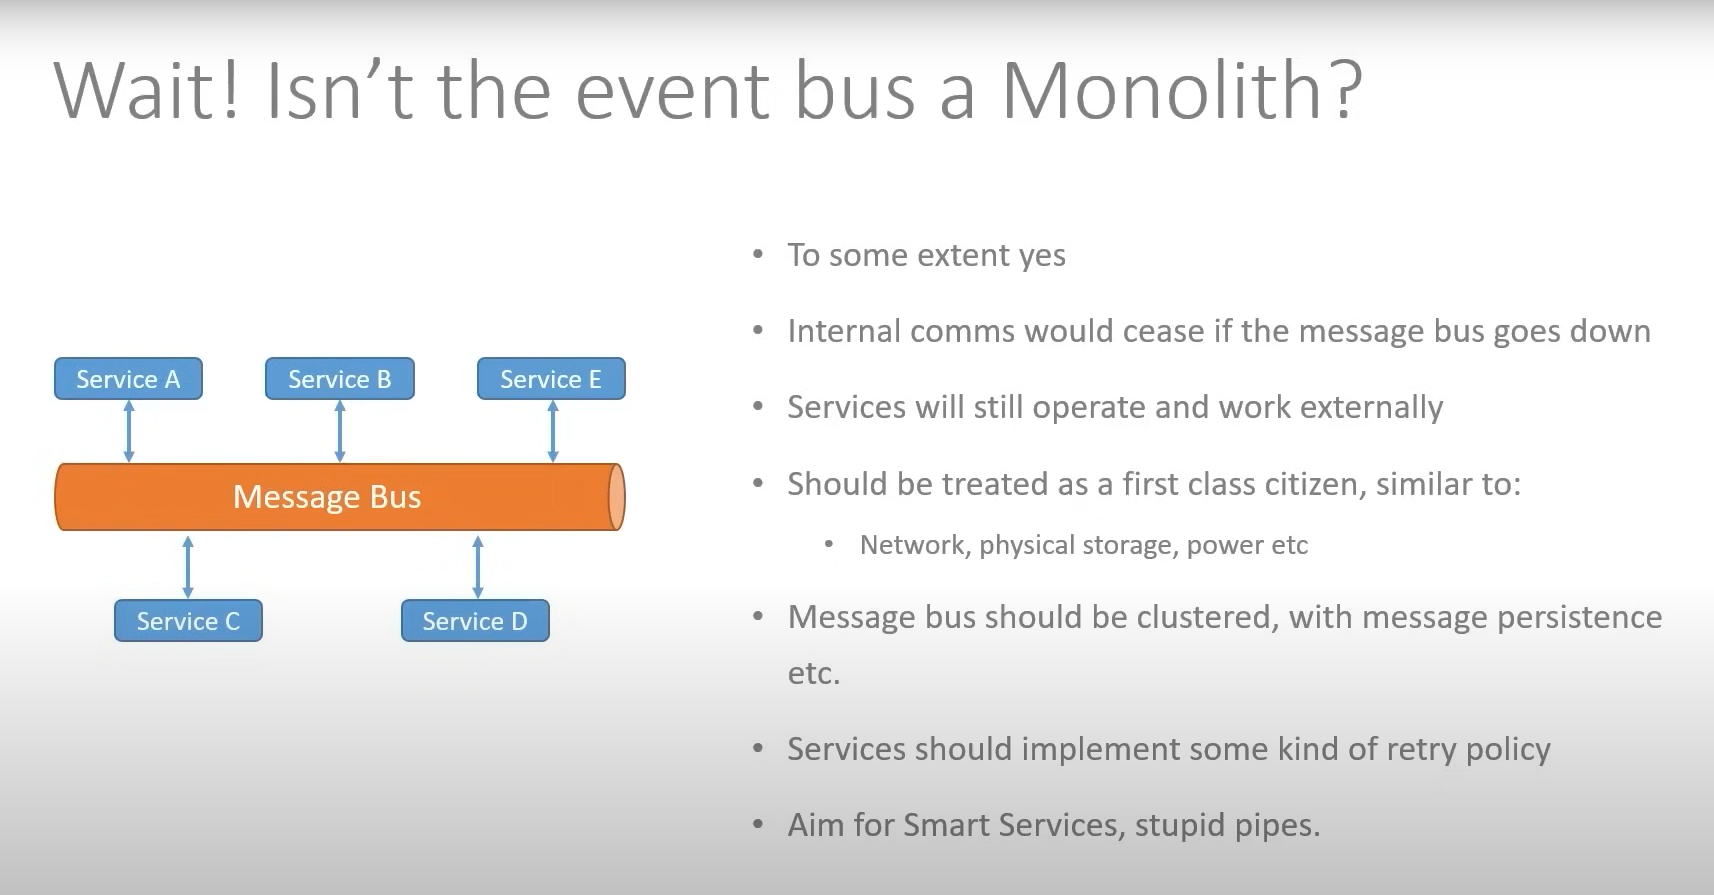 Wait! Isn't the event bus a Monolith?
Service A
Service B
Service E
Message Bus
Service C
Service D
• To some extent yes
• Internal comms would cease if the message bus goes down
• Services will still operate and work externally
• Should be treated as a first class citizen, similar to:
• Network, physical storage, power etc
• Message bus should be clustered, with message persistence
etc.
• Services should implement some kind of retry policy
• Aim for Smart Services, stupid pipes.